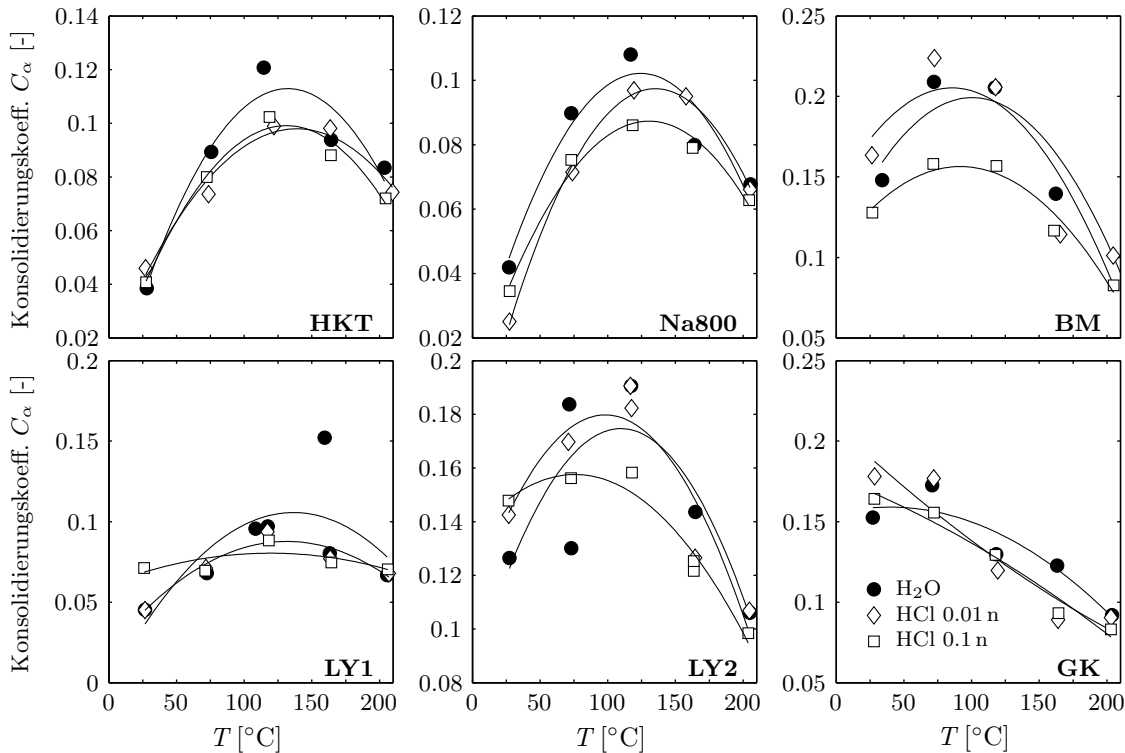 Konsolidierungskoeff. Cα [-]
0.14
0.12
0.1
0.08
0.06
0.04
0.02
HKT
0.12
0.1
0.08
0.06
0.04
0.02
Na800
0.25
0.2
0.15
0.1
0.05
BM
Konsolidierungskoeff. Cα [-]
0.2
0.15
0.1
0.05
0
LY1
0 50 100 150 200
T [°C]
0.2
0.18
0.16
0.14
0.12
0.1
0.08
LY2
0 50 100 150 200
T [°C]
0.25
0.2
0.15
0.1
0.05
H₂O
HCl 0.01 n
HCl 0.1 n
GK
0 50 100 150 200
T [°C]